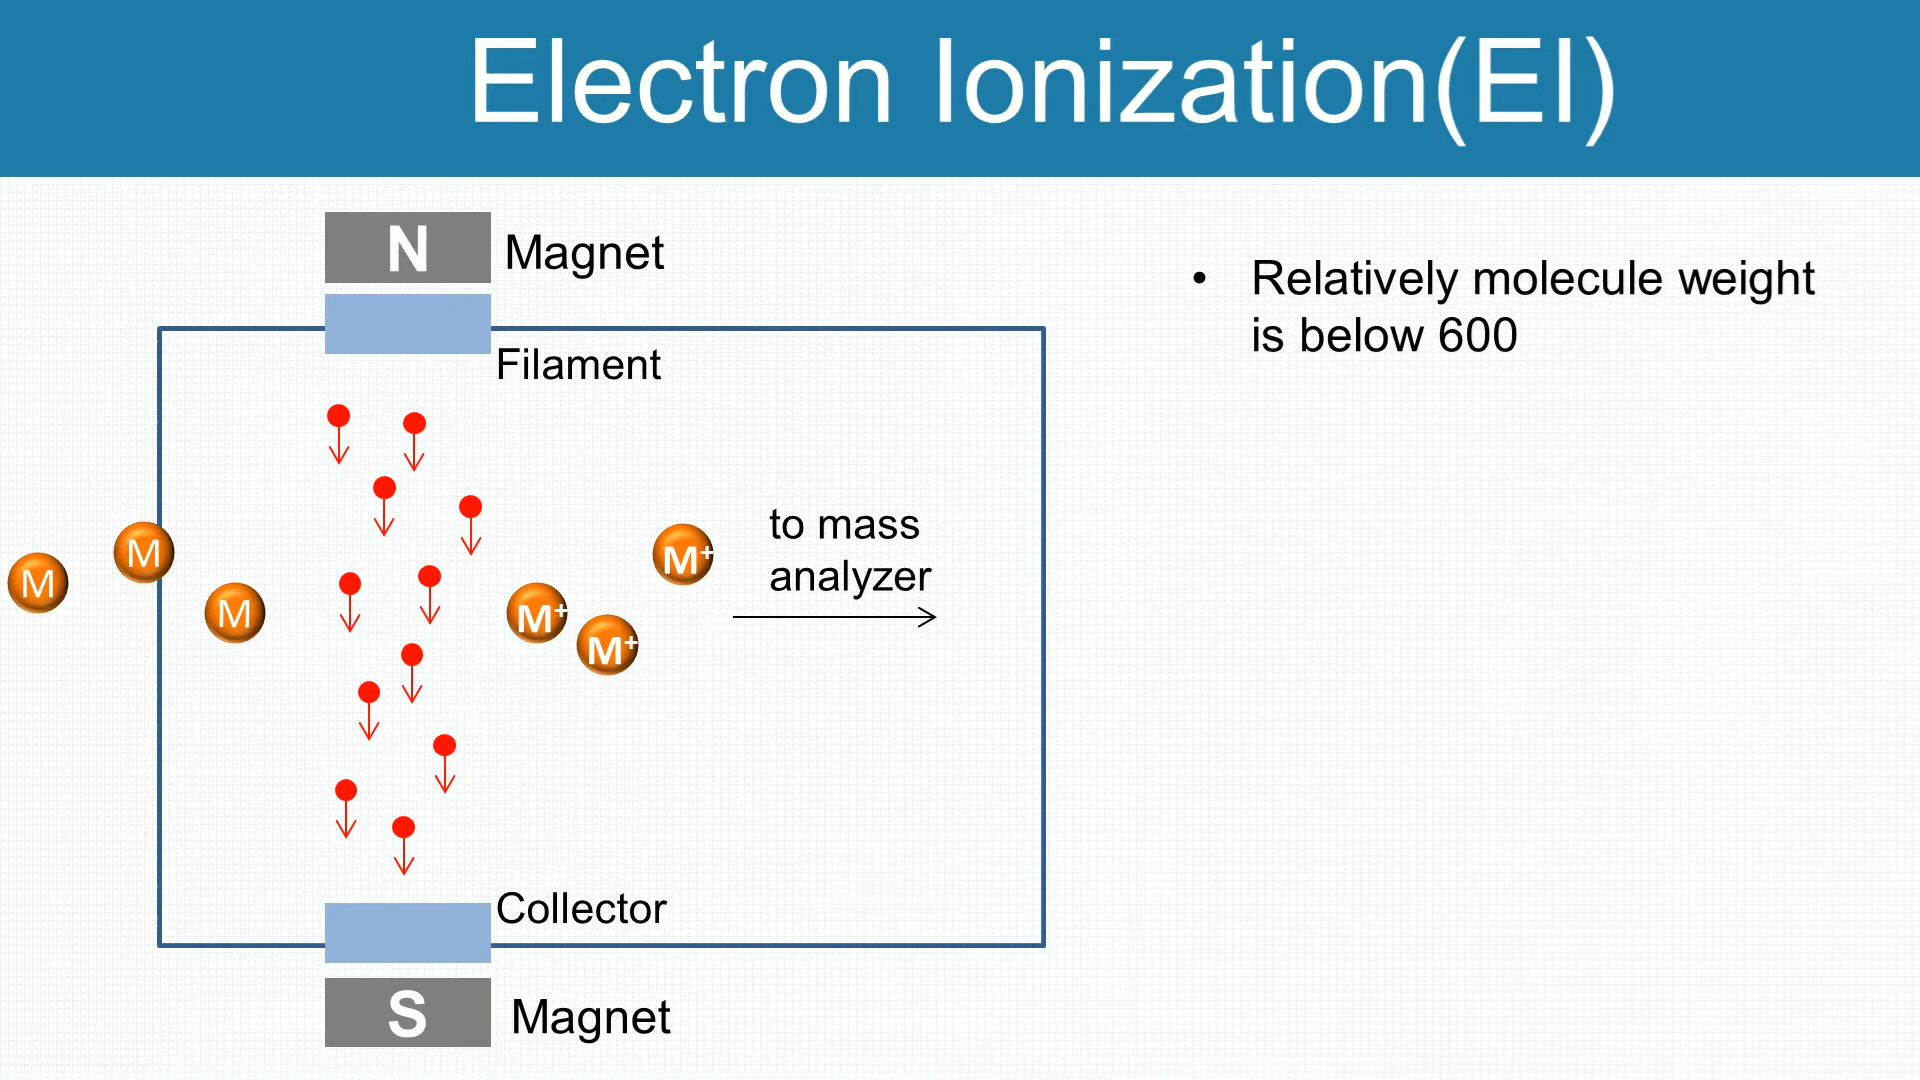 Electron Ionization(EI)
N
Magnet
• Relatively molecule weight
is below 600
Filament
to mass
analyzer
M
M
M
M⁺
M⁺
M⁺
Collector
S
Magnet